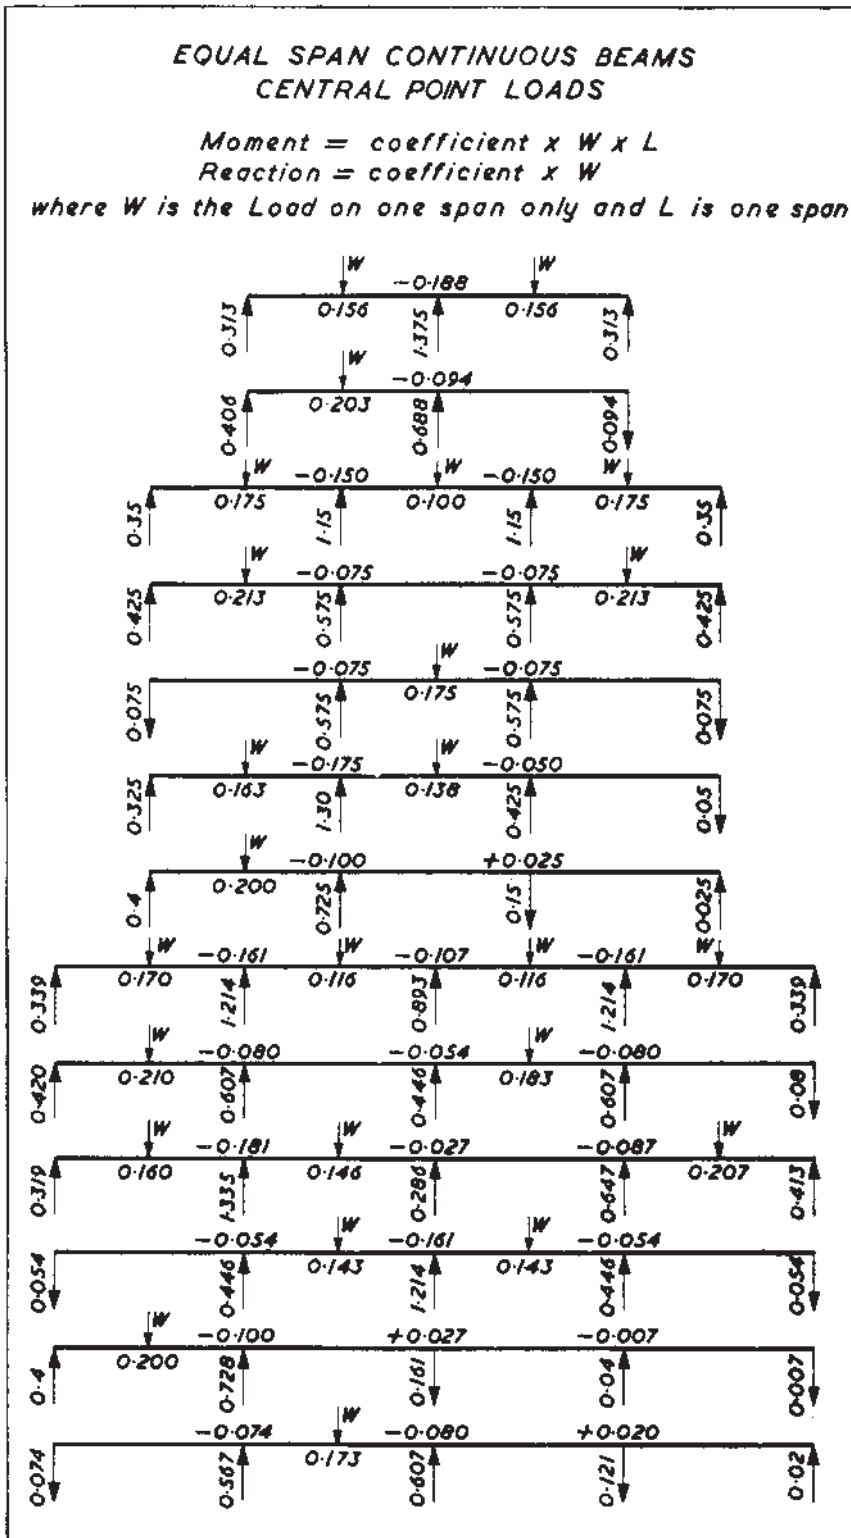 EQUAL SPAN CONTINUOUS BEAMS
CENTRAL POINT LOADS
Moment = coefficient x W x L
Reaction = coefficient x W
where W is the Load on one span only and L is one span
W W
-0·188
0·156 0·156
0·313 1·375 0·313
W
-0·094
0·203
0·406 0·688 0·094
W W W
-0·150 -0·150
0·175 0·100 0·175
0·35 1·15 1·15 0·35
W W
-0·075 -0·075
0·213 0·213
0·425 0·575 0·575 0·425
W
-0·075 -0·075
0·175
0·075 0·575 0·575 0·075
W W
-0·175 -0·050
0·163 0·138
0·325 1·30 0·425 0·05
W
-0·100 +0·025
0·200
0·4 0·725 0·15 0·025
W W W W
-0·161 -0·107 -0·161
0·170 0·116 0·116 0·170
0·339 1·214 0·893 1·214 0·339
W W
-0·080 -0·054 -0·080
0·210 0·183
0·420 0·607 0·446 0·607 0·08
W W W
-0·181 -0·027 -0·087
0·160 0·146 0·207
0·319 1·335 0·286 0·647 0·413
W W
-0·054 -0·161 -0·054
0·143 0·143
0·054 0·446 1·214 0·446 0·054
W
-0·100 +0·027 -0·007
0·200
0·4 0·728 0·161 0·04 0·007
W
-0·074 -0·080 +0·020
0·173
0·074 0·567 0·607 0·121 0·02